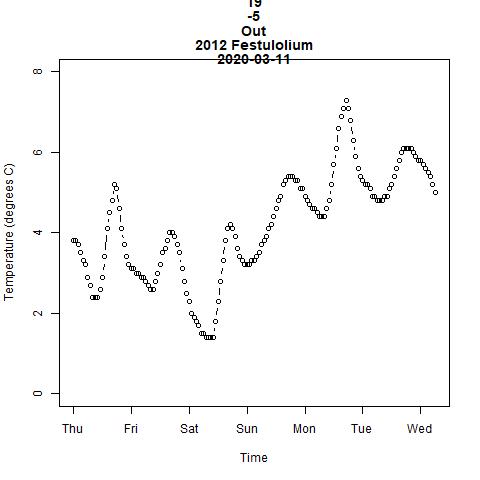 19
-5
Out
2012 Festulolium
2020-03-11
8
6
4
2
0
Temperature (degrees C)
Thu Fri Sat Sun Mon Tue Wed
Time